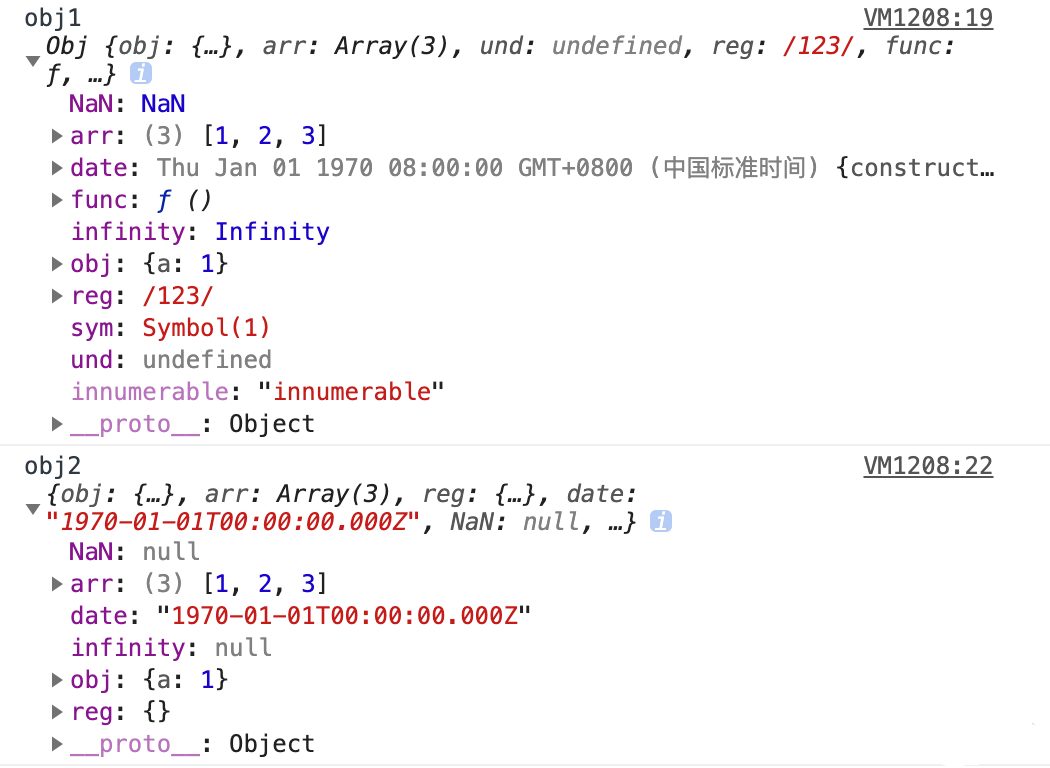 obj1 VM1208:19
Obj {obj: {…}, arr: Array(3), und: undefined, reg: /123/, func:
ƒ, …} i
NaN: NaN
arr: (3) [1, 2, 3]
date: Thu Jan 01 1970 08:00:00 GMT+0800 (中国标准时间) {construct…
func: ƒ ()
infinity: Infinity
obj: {a: 1}
reg: /123/
sym: Symbol(1)
und: undefined
innumerable: "innumerable"
__proto__: Object
obj2 VM1208:22
{obj: {…}, arr: Array(3), reg: {…}, date:
"1970-01-01T00:00:00.000Z", NaN: null, …} i
NaN: null
arr: (3) [1, 2, 3]
date: "1970-01-01T00:00:00.000Z"
infinity: null
obj: {a: 1}
reg: {}
__proto__: Object